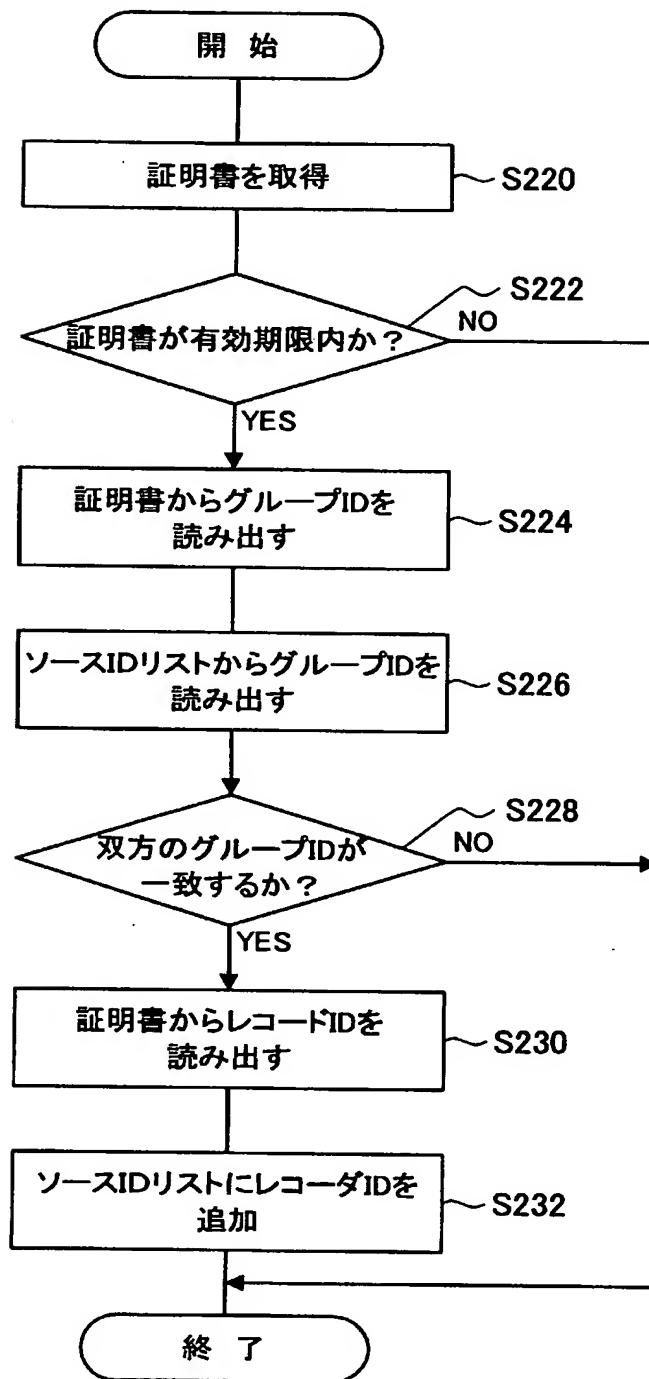 開 始
証明書を取得
S220
S222
証明書が有効期限内か？
NO
YES
証明書からグループIDを
読み出す
S224
ソースIDリストからグループIDを
読み出す
S226
S228
双方のグループIDが
一致するか？
NO
YES
証明書からレコードIDを
読み出す
S230
ソースIDリストにレコーダIDを
追加
S232
終 了